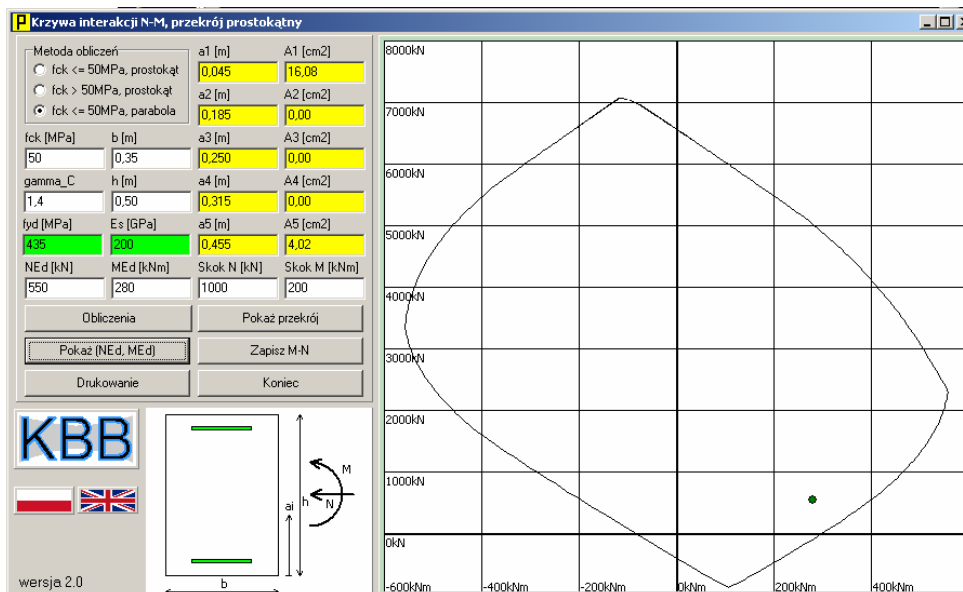 Krzywa interakcji N-M, przekrój prostokątny
Metoda obliczeń
fck <= 50MPa, prostokąt
fck > 50MPa, prostokąt
fck <= 50MPa, parabola
a1 [m] A1 [cm2]
0,045 16,08
a2 [m] A2 [cm2]
0,185 0,00
fck [MPa] b [m] a3 [m] A3 [cm2]
50 0,35 0,250 0,00
gamma_C h [m] a4 [m] A4 [cm2]
1,4 0,50 0,315 0,00
fyd [MPa] Es [GPa] a5 [m] A5 [cm2]
435 200 0,455 4,02
NEd [kN] MEd [kNm] Skok N [kN] Skok M [kNm]
550 280 1000 200
Obliczenia Pokaż przekrój
Pokaż (NEd, MEd) Zapisz M-N
Drukowanie Koniec
KBB
wersja 2.0
M
N
h
ai
b
8000kN
7000kN
6000kN
5000kN
4000kN
3000kN
2000kN
1000kN
0kN
-600kNm -400kNm -200kNm 0kNm 200kNm 400kNm